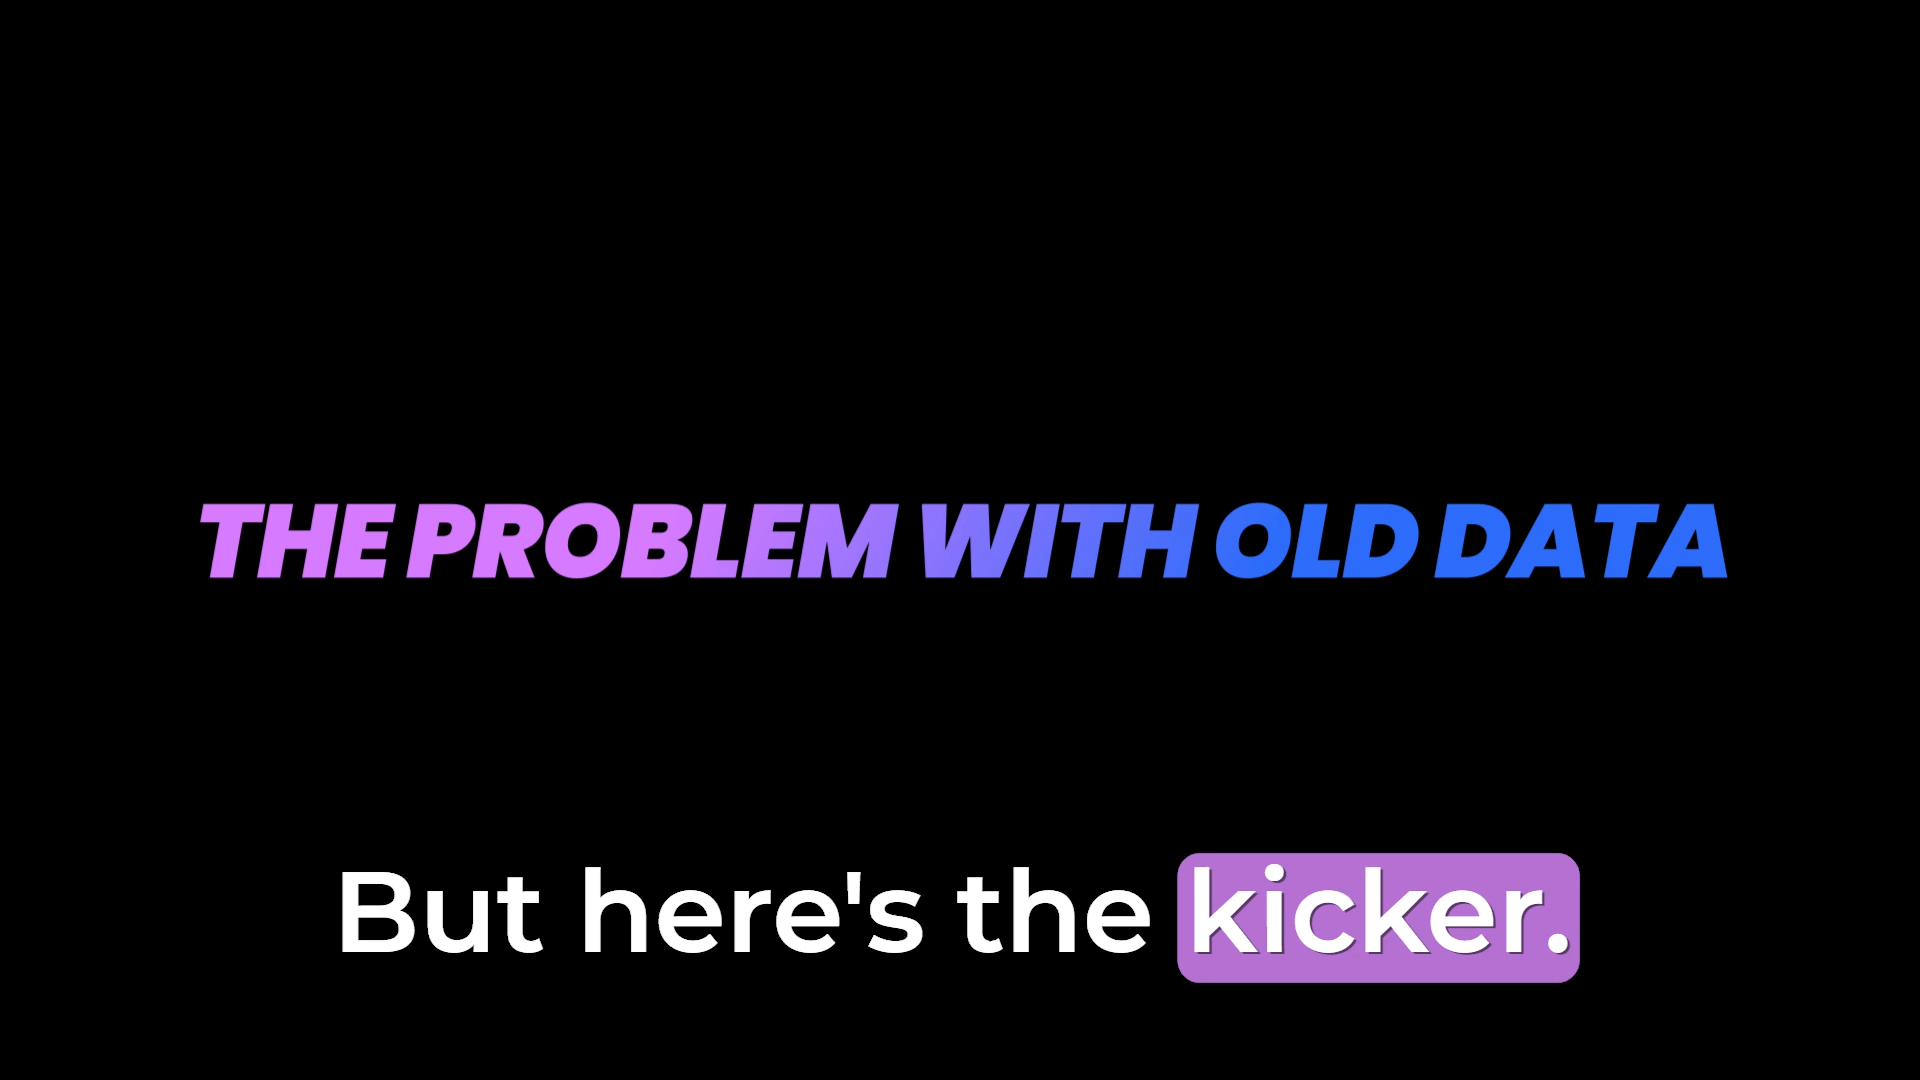 THE PROBLEM WITH OLD DATA
But here's the kicker.